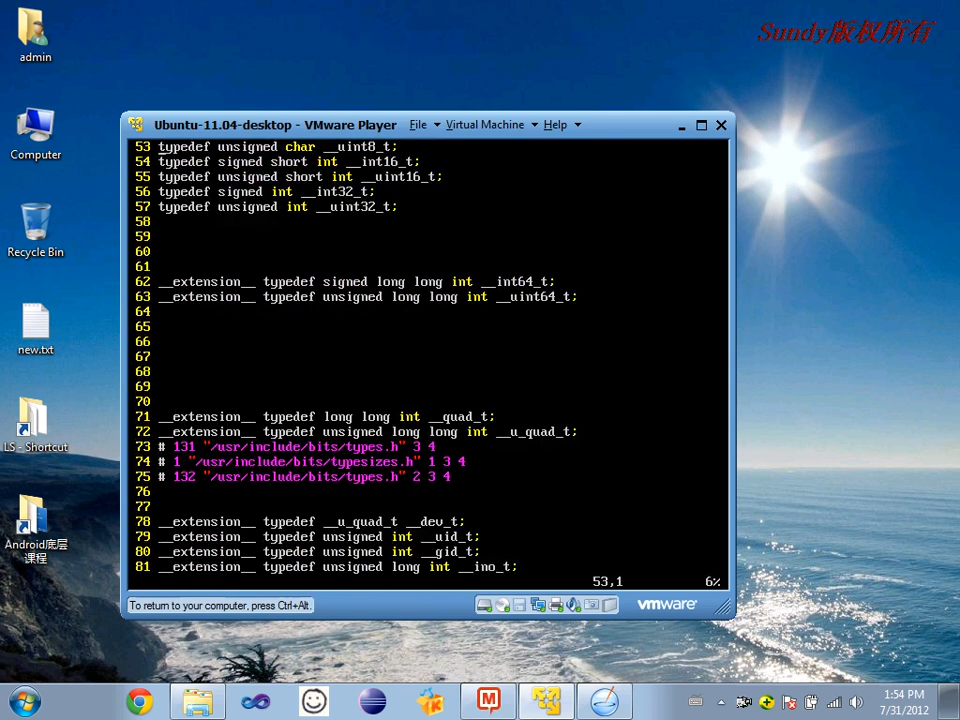 admin
Sundy版权所有
Computer
Recycle Bin
new.txt
LS - Shortcut
Android底层
课程
Ubuntu-11.04-desktop - VMware Player File Virtual Machine Help
53 typedef unsigned char __uint8_t;
54 typedef signed short int __int16_t;
55 typedef unsigned short int __uint16_t;
56 typedef signed int __int32_t;
57 typedef unsigned int __uint32_t;
58
59
60
61
62 __extension__ typedef signed long long int __int64_t;
63 __extension__ typedef unsigned long long int __uint64_t;
64
65
66
67
68
69
70
71 __extension__ typedef long long int __quad_t;
72 __extension__ typedef unsigned long long int __u_quad_t;
73 # 131 "/usr/include/bits/types.h" 3 4
74 # 1 "/usr/include/bits/typesizes.h" 1 3 4
75 # 132 "/usr/include/bits/types.h" 2 3 4
76
77
78 __extension__ typedef __u_quad_t __dev_t;
79 __extension__ typedef unsigned int __uid_t;
80 __extension__ typedef unsigned int __gid_t;
81 __extension__ typedef unsigned long int __ino_t;
53,1 6%
To return to your computer, press Ctrl+Alt.
vmware
1:54 PM
7/31/2012